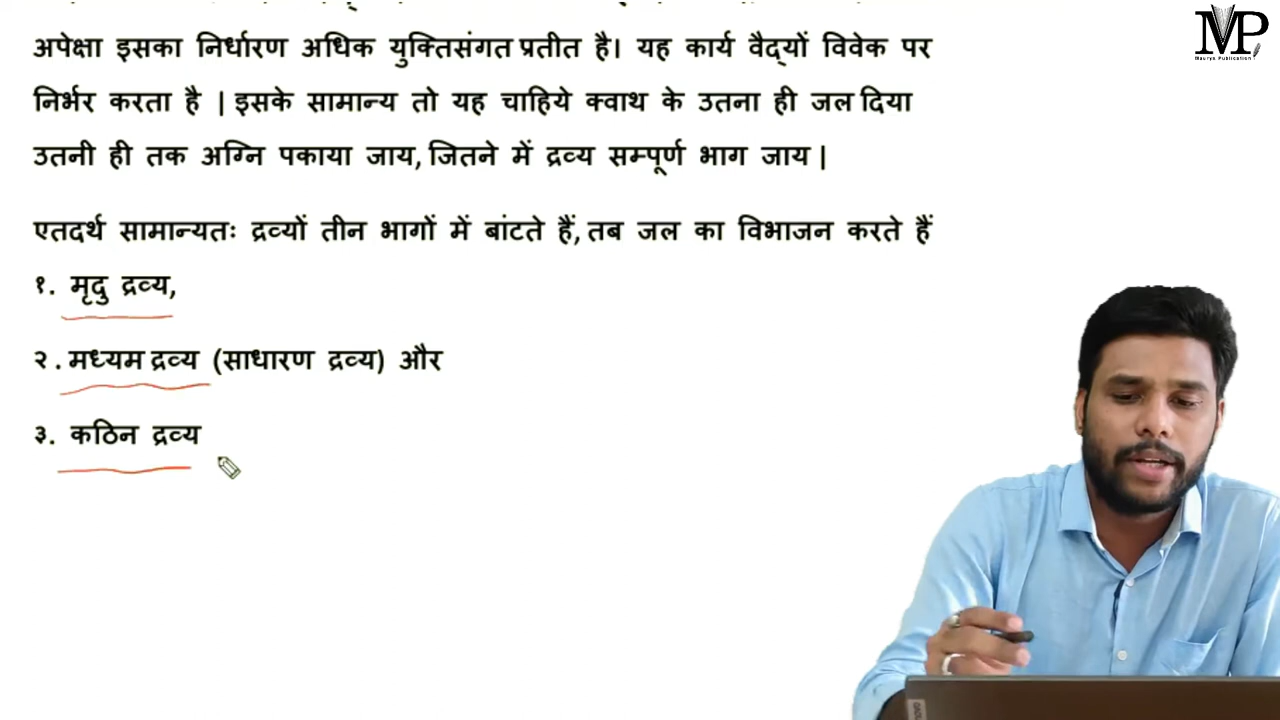 अपेक्षा इसका निर्धारण अधिक युक्तिसंगत प्रतीत है। यह कार्य वैद्यों विवेक पर
निर्भर करता है | इसके सामान्य तो यह चाहिये क्वाथ के उतना ही जल दिया
उतनी ही तक अग्नि पकाया जाय, जितने में द्रव्य सम्पूर्ण भाग जाय |
एतदर्थ सामान्यतः द्रव्यों तीन भागों में बांटते हैं, तब जल का विभाजन करते हैं
१. मृदु द्रव्य,
२. मध्यम द्रव्य (साधारण द्रव्य) और
३. कठिन द्रव्य
MP
Maurya Publication